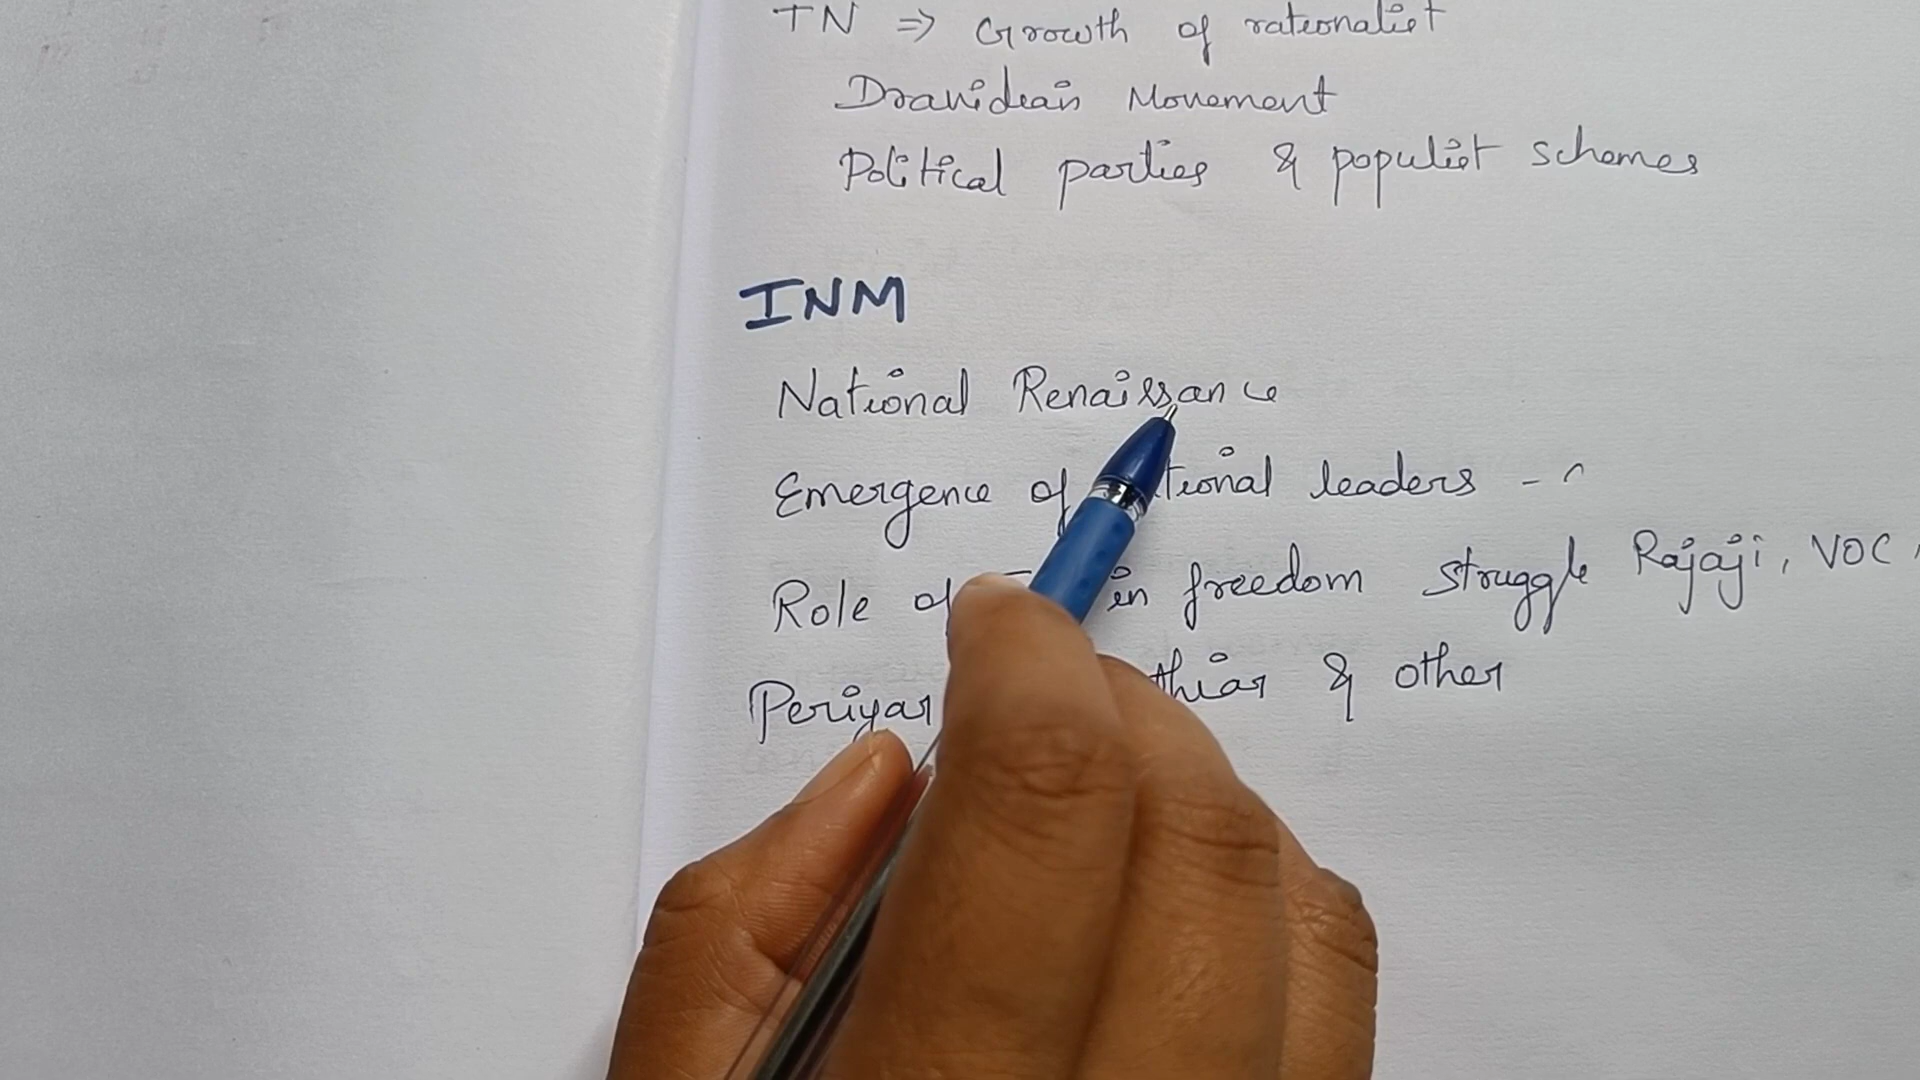 TN => Growth of rationalist
Dravidian Movement
Political parties & populist schemes
INM
National Renaissance
Emergence of leaders -
Role of in freedom struggle Rajaji, VOC
Periyar & other